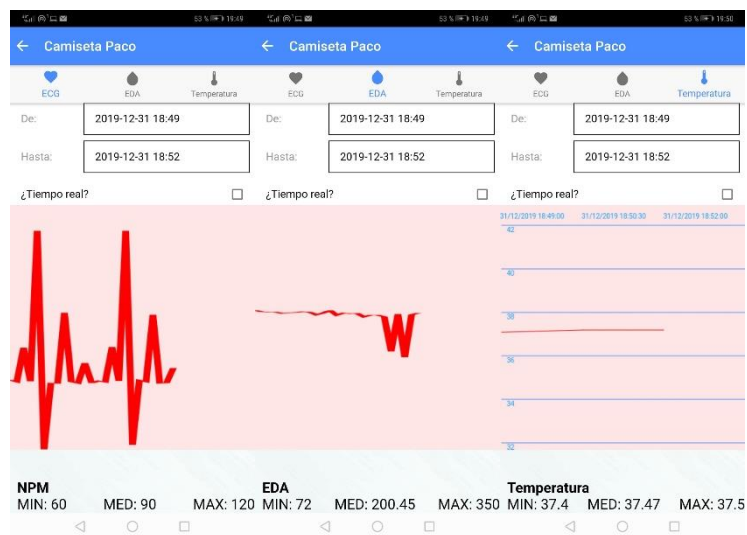 53 % 19:49
Camiseta Paco
ECG EDA Temperatura
De: 2019-12-31 18:49
Hasta: 2019-12-31 18:52
¿Tiempo real?
NPM
MIN: 60 MED: 90 MAX: 120
53 % 19:49
Camiseta Paco
ECG EDA Temperatura
De: 2019-12-31 18:49
Hasta: 2019-12-31 18:52
¿Tiempo real?
EDA
MIN: 72 MED: 200.45 MAX: 350
53 % 19:50
Camiseta Paco
ECG EDA Temperatura
De: 2019-12-31 18:49
Hasta: 2019-12-31 18:52
¿Tiempo real?
31/12/2019 18:49:00 31/12/2019 18:50:30 31/12/2019 18:52:00
42
40
38
36
34
32
Temperatura
MIN: 37.4 MED: 37.47 MAX: 37.5